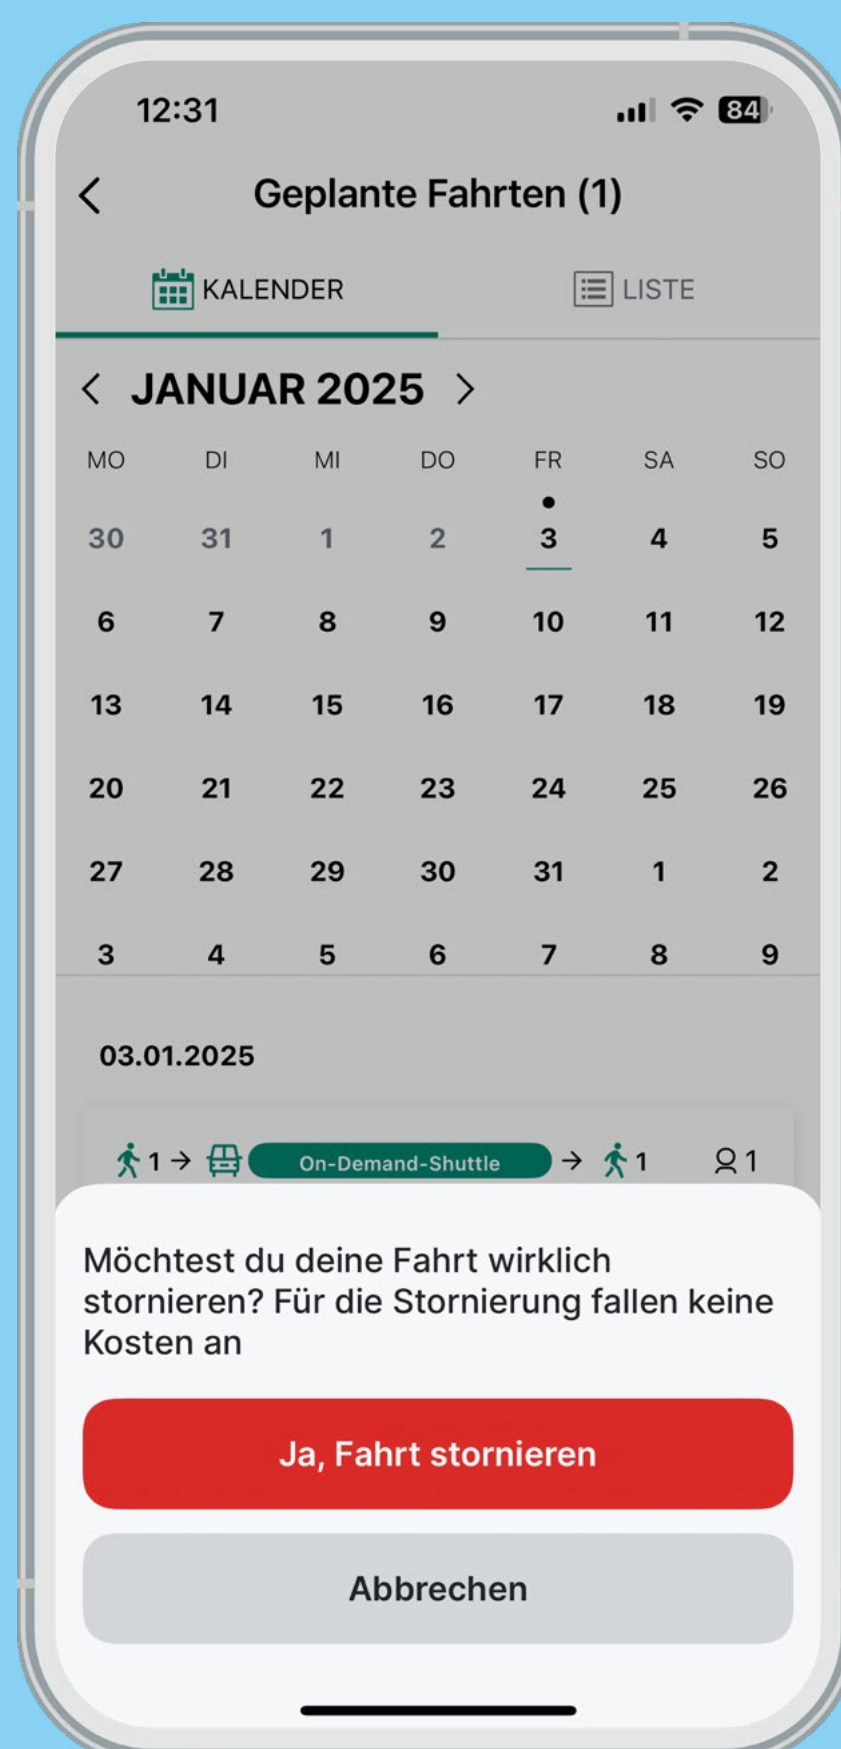 12:31 84
Geplante Fahrten (1)
KALENDER LISTE
JANUAR 2025
MO DI MI DO FR SA SO
30 31 1 2 3 4 5
6 7 8 9 10 11 12
13 14 15 16 17 18 19
20 21 22 23 24 25 26
27 28 29 30 31 1 2
3 4 5 6 7 8 9
03.01.2025
1 → On-Demand-Shuttle → 1 1
Möchtest du deine Fahrt wirklich
stornieren? Für die Stornierung fallen keine
Kosten an
Ja, Fahrt stornieren
Abbrechen